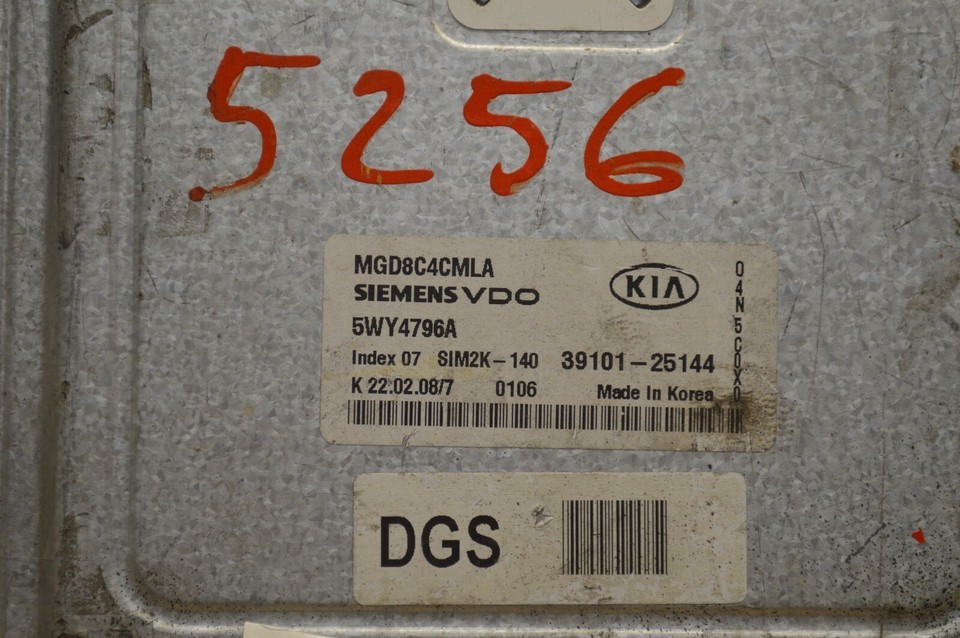 5256
MGD8C4CMLA
SIEMENS VDO
KIA
5WY4796A
Index 07 SIM2K-140 39101-25144
K 22.02.08/7 0106 Made In Korea
04N5C0X0
DGS